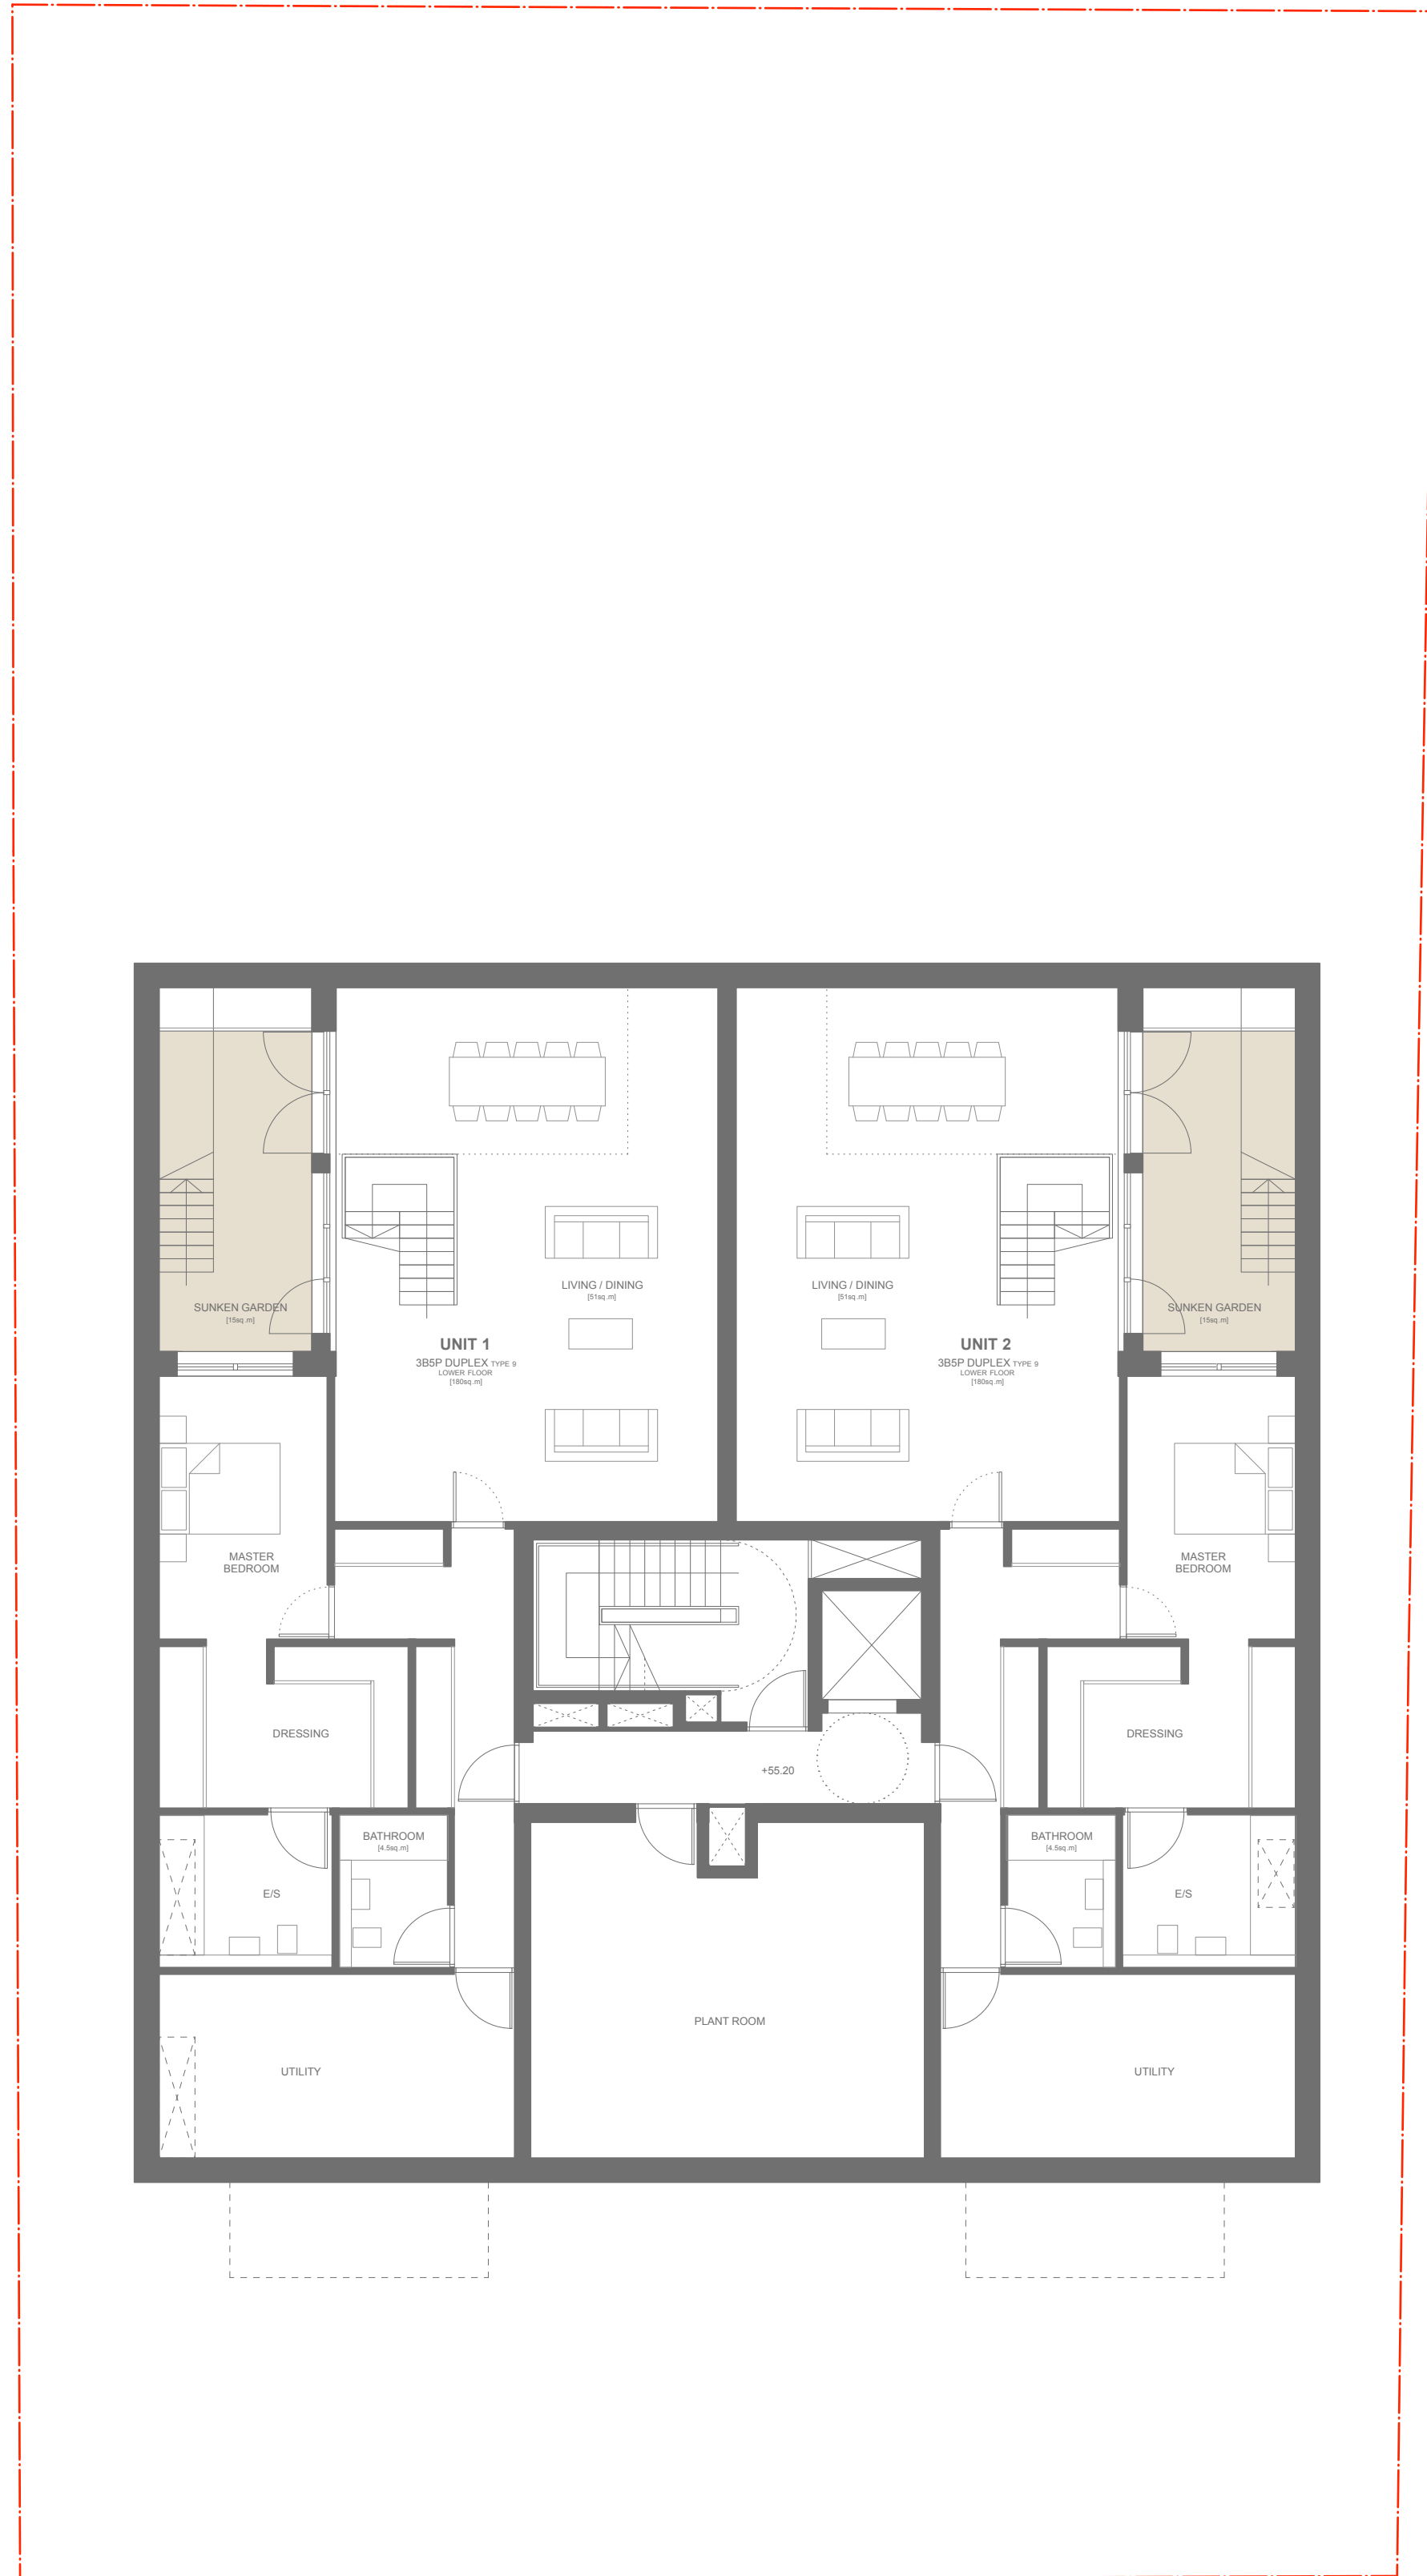 LIVING / DINING
[51sq.m]
LIVING / DINING
[51sq.m]
SUNKEN GARDEN
[15sq.m]
SUNKEN GARDEN
[15sq.m]
UNIT 1
3B5P DUPLEX TYPE 9
LOWER FLOOR
[180sq.m]
UNIT 2
3B5P DUPLEX TYPE 9
LOWER FLOOR
[180sq.m]
MASTER
BEDROOM
MASTER
BEDROOM
DRESSING
DRESSING
+55.20
BATHROOM
[4.5sq.m]
BATHROOM
[4.5sq.m]
E/S
E/S
PLANT ROOM
UTILITY
UTILITY